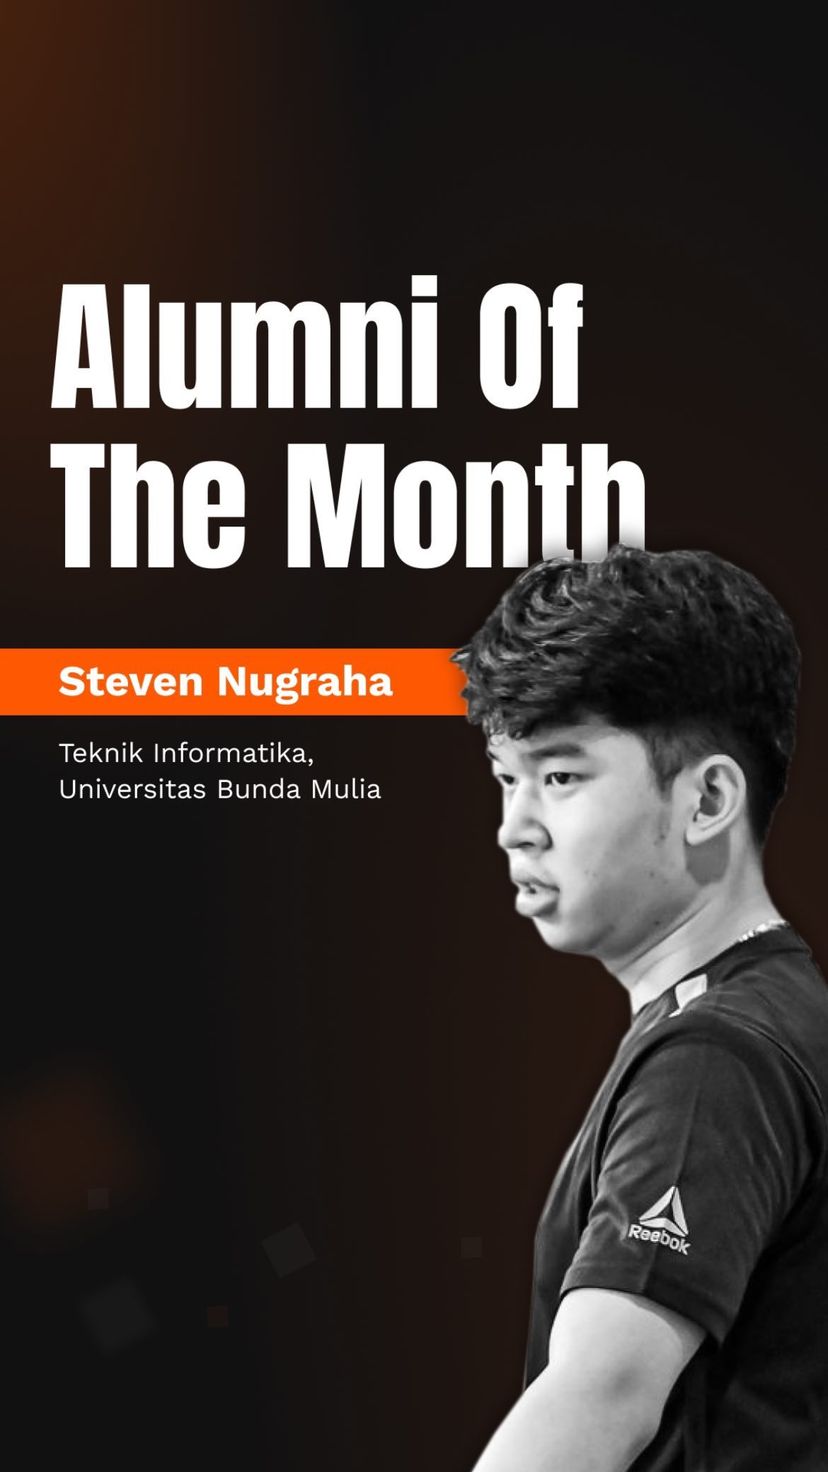 Alumni Of
The Month
Steven Nugraha
Teknik Informatika,
Universitas Bunda Mulia
Reebok